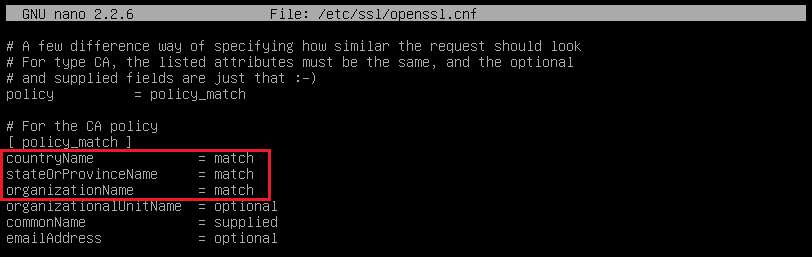 GNU nano 2.2.6 File: /etc/ssl/openssl.cnf
# A few difference way of specifying how similar the request should look
# For type CA, the listed attributes must be the same, and the optional
# and supplied fields are just that :-)
policy = policy_match
# For the CA policy
[ policy_match ]
countryName = match
stateOrProvinceName = match
organizationName = match
organizationalUnitName = optional
commonName = supplied
emailAddress = optional